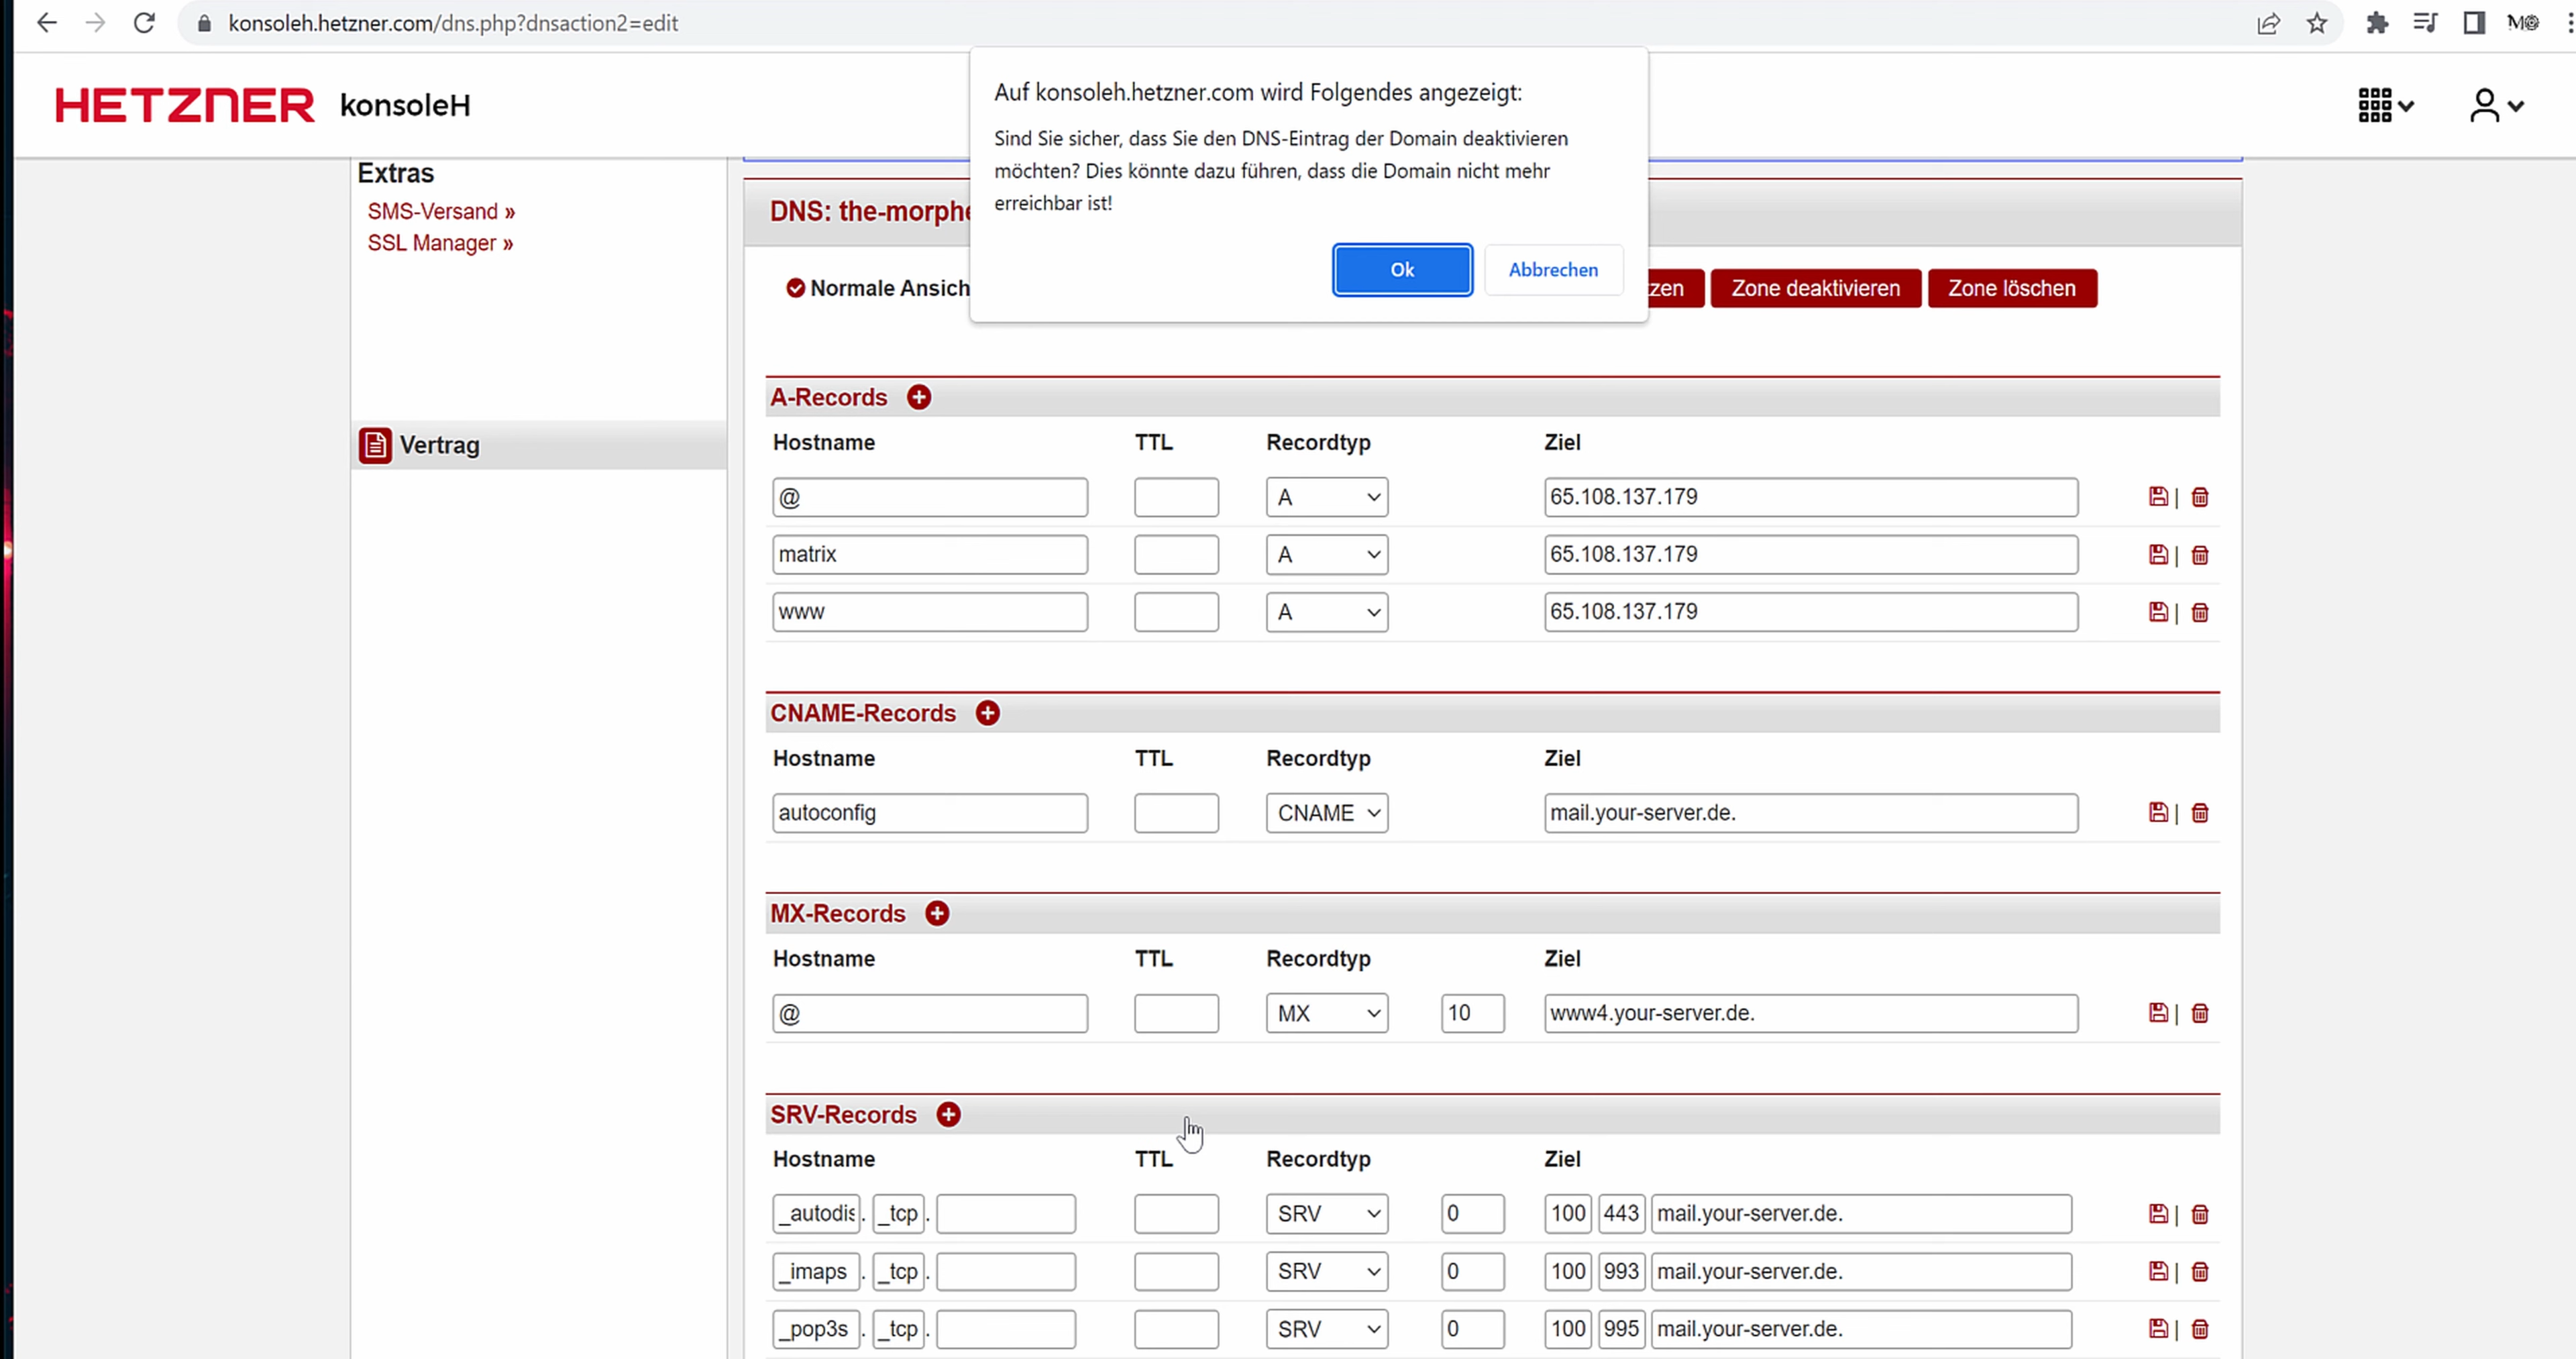 konsoleh.hetzner.com/dns.php?dnsaction2=edit
HETZNER konsoleH
Auf konsoleh.hetzner.com wird Folgendes angezeigt:
Sind Sie sicher, dass Sie den DNS-Eintrag der Domain deaktivieren
möchten? Dies könnte dazu führen, dass die Domain nicht mehr
erreichbar ist!
Ok Abbrechen
Extras
SMS-Versand »
SSL Manager »
Vertrag
DNS: the-morphe
Normale Ansich zen Zone deaktivieren Zone löschen
A-Records
Hostname TTL Recordtyp Ziel
@ A 65.108.137.179
matrix A 65.108.137.179
www A 65.108.137.179
CNAME-Records
Hostname TTL Recordtyp Ziel
autoconfig CNAME mail.your-server.de.
MX-Records
Hostname TTL Recordtyp Ziel
@ MX 10 www4.your-server.de.
SRV-Records
Hostname TTL Recordtyp Ziel
_autodis . _tcp . SRV 0 100 443 mail.your-server.de.
_imaps . _tcp . SRV 0 100 993 mail.your-server.de.
_pop3s . _tcp . SRV 0 100 995 mail.your-server.de.